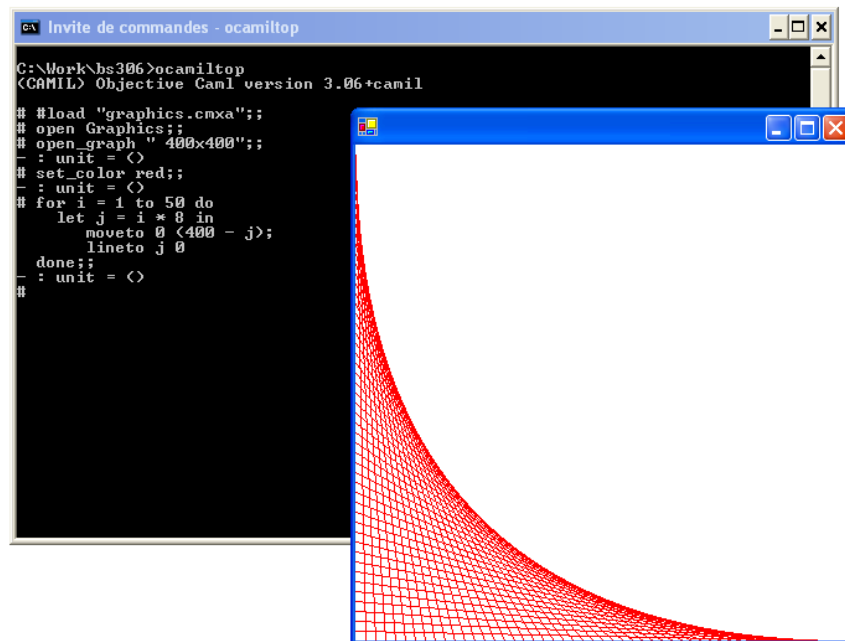 Invite de commandes - ocamiltop
C:\Work\bs306>ocamiltop
(CAMIL) Objective Caml version 3.06+camil
# #load "graphics.cmxa";;
# open Graphics;;
# open_graph " 400x400";;
- : unit = ()
# set_color red;;
- : unit = ()
# for i = 1 to 50 do
let j = i * 8 in
moveto 0 (400 - j);
lineto j 0
done;;
- : unit = ()
#